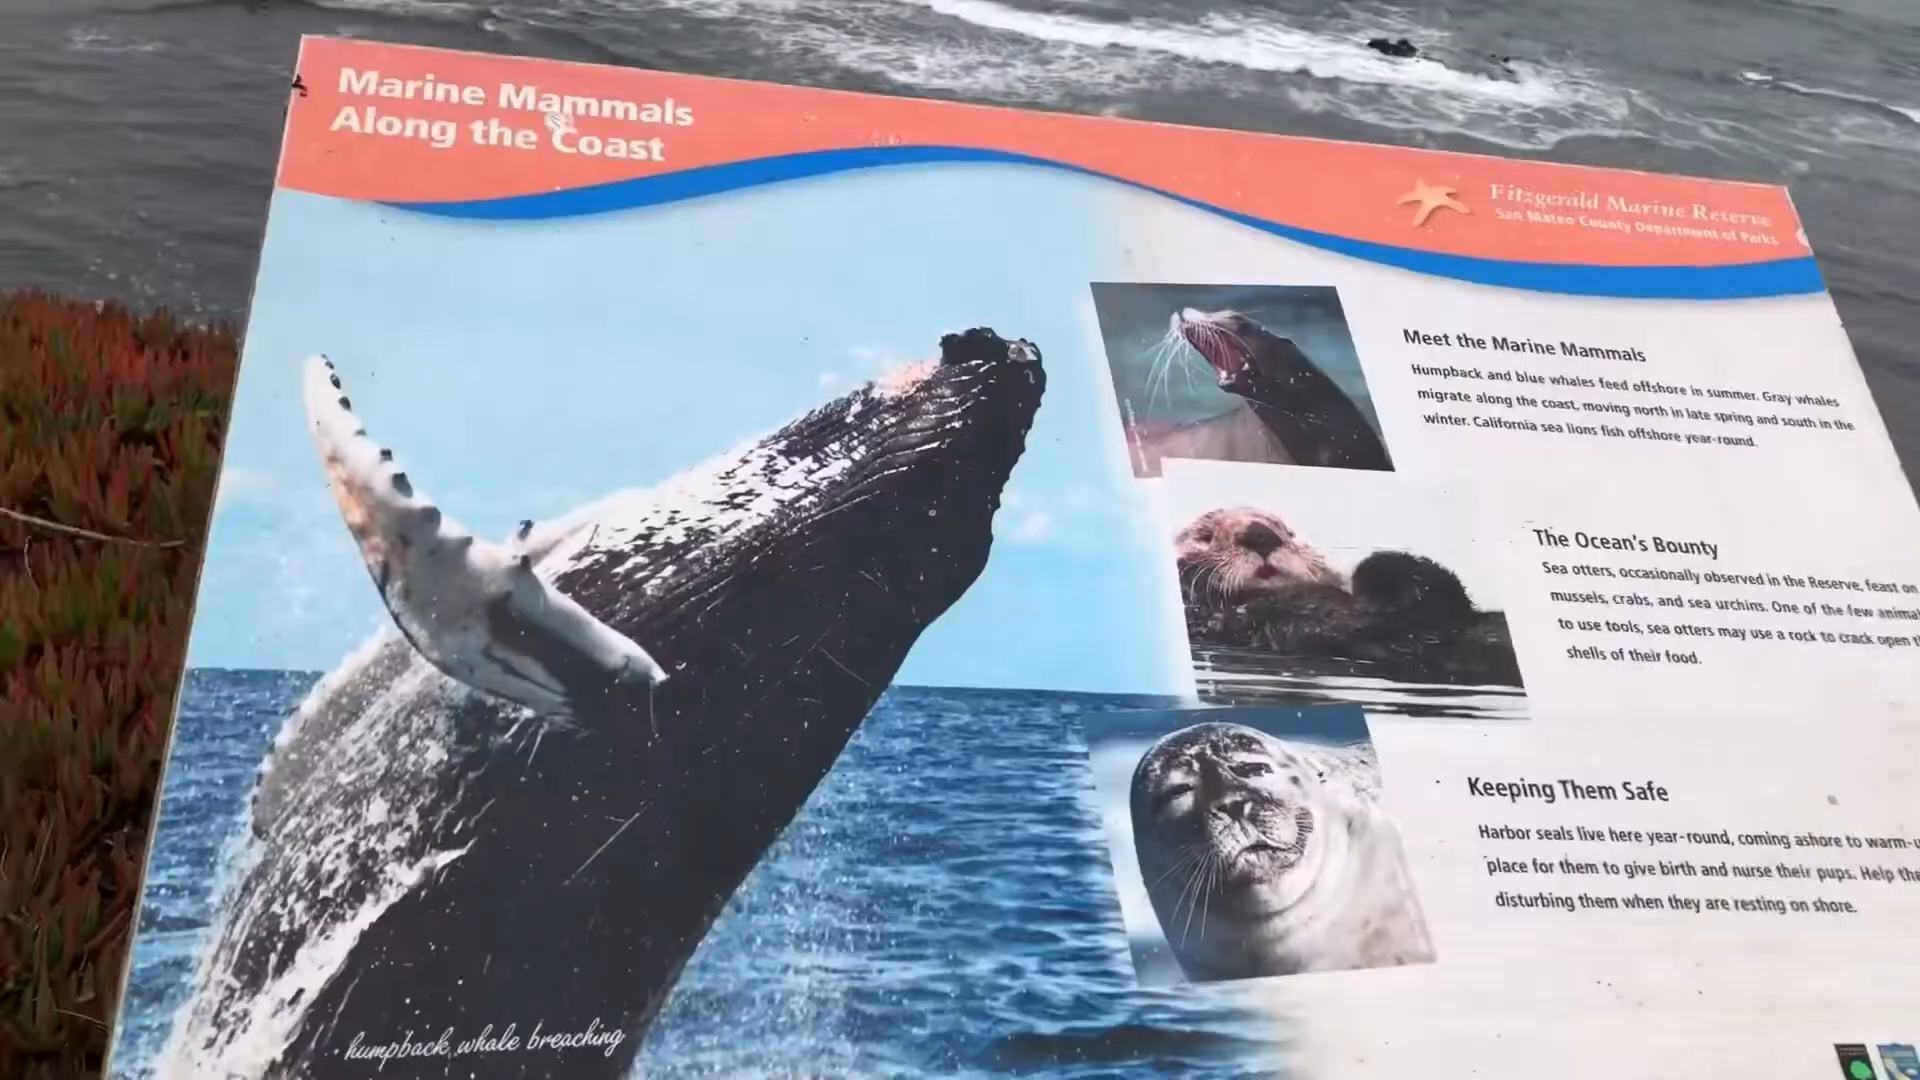 Marine Mammals
Along the Coast
Fitzgerald Marine Reserve
San Mateo County Department of Parks
Meet the Marine Mammals
Humpback and blue whales feed offshore in summer. Gray whales
migrate along the coast, moving north in late spring and south in the
winter. California sea lions fish offshore year-round.
The Ocean's Bounty
Sea otters, occasionally observed in the Reserve, feast on
mussels, crabs, and sea urchins. One of the few
to use tools, sea otters may use a rock to crack open
shells of their food.
Keeping Them Safe
Harbor seals live here year-round, coming ashore to
place for them to give birth and nurse their pups. Help
disturbing them when they are resting on shore.
humpback whale breaching